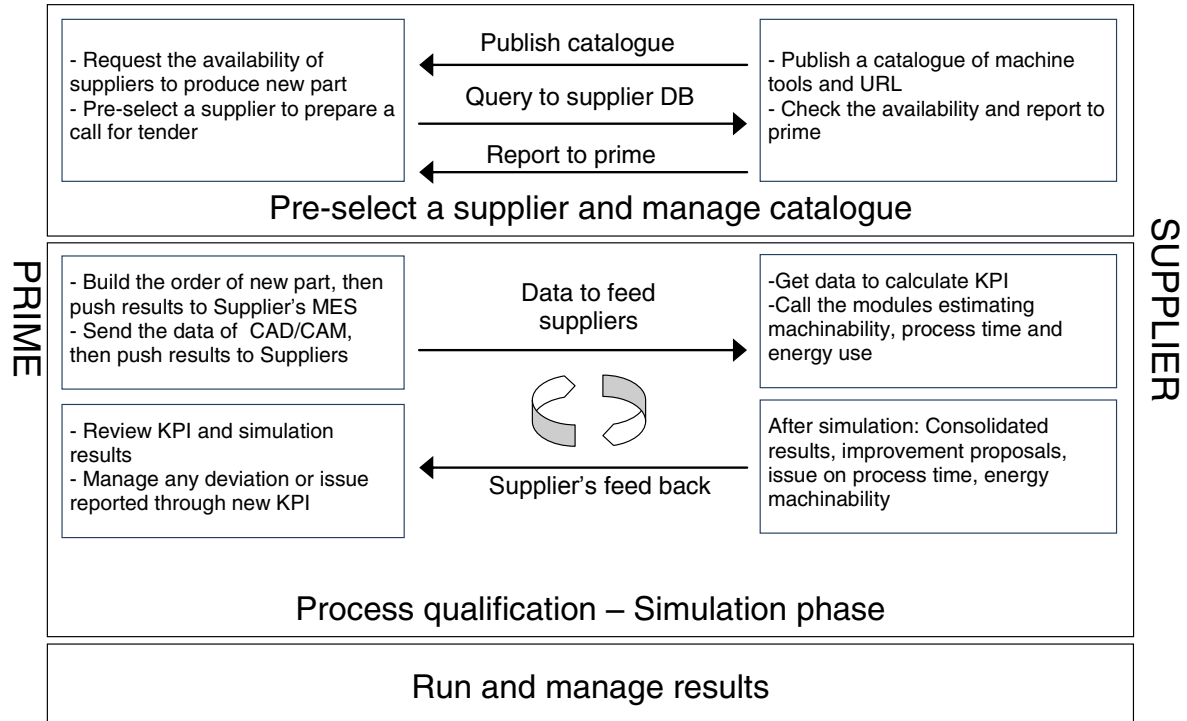 - Request the availability of
suppliers to produce new part
- Pre-select a supplier to prepare a
call for tender
Publish catalogue
Query to supplier DB
Report to prime
- Publish a catalogue of machine
tools and URL
- Check the availability and report to
prime
Pre-select a supplier and manage catalogue
PRIME
- Build the order of new part, then
push results to Supplier's MES
- Send the data of  CAD/CAM,
then push results to Suppliers
Data to feed
suppliers
-Get data to calculate KPI
-Call the modules estimating
machinability, process time and
energy use
SUPPLIER
- Review KPI and simulation
results
- Manage any deviation or issue
reported through new KPI
Supplier's feed back
After simulation: Consolidated
results, improvement proposals,
issue on process time, energy
machinability
Process qualification – Simulation phase
Run and manage results